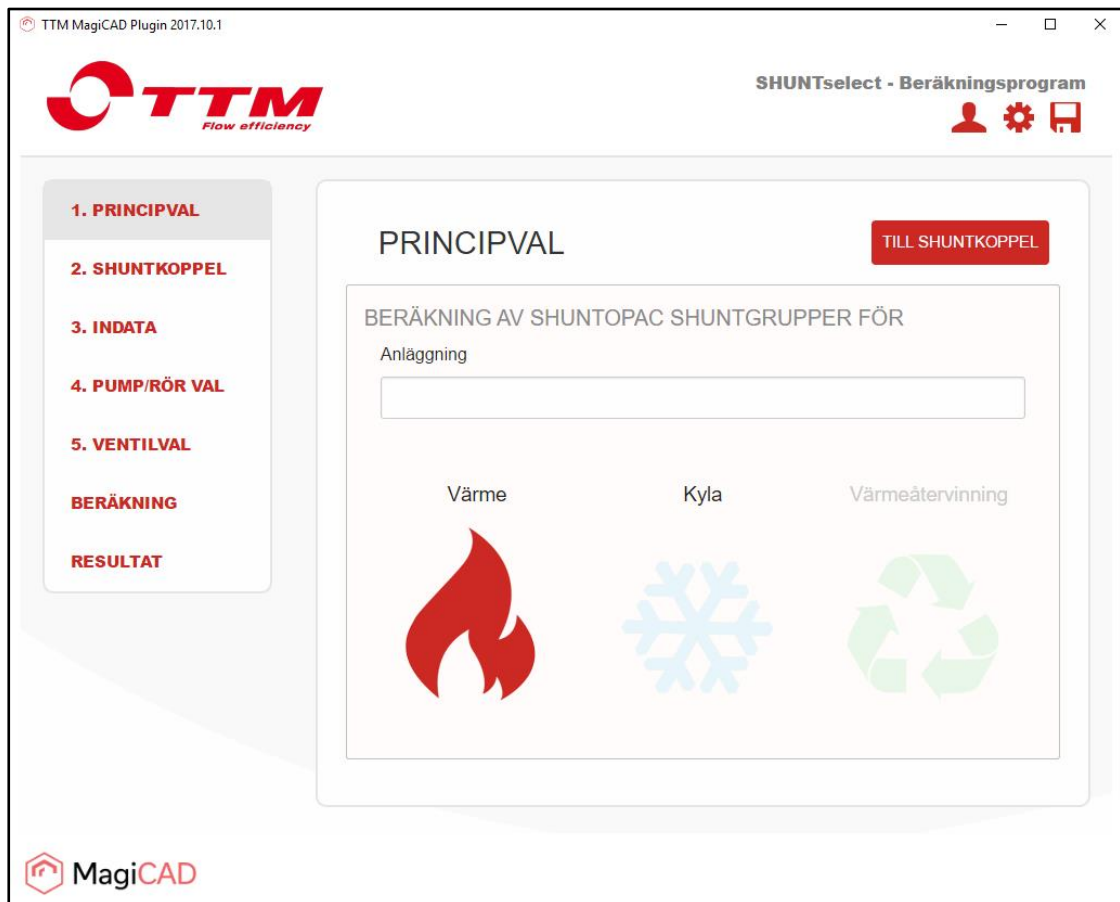 TTM MagiCAD Plugin 2017.10.1
TTM
Flow efficiency
SHUNTselect - Beräkningsprogram
1. PRINCIPVAL
2. SHUNTKOPPEL
3. INDATA
4. PUMP/RÖR VAL
5. VENTILVAL
BERÄKNING
RESULTAT
PRINCIPVAL
TILL SHUNTKOPPEL
BERÄKNING AV SHUNTOPAC SHUNTGRUPPER FÖR
Anläggning
Värme Kyla Värmeåtervinning
MagiCAD